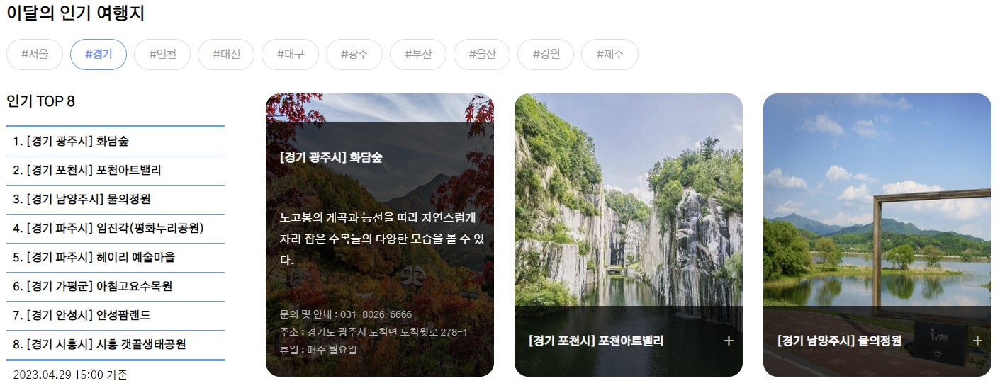 이달의 인기 여행지
#서울 #경기 #인천 #대전 #대구 #광주 #부산 #울산 #강원 #제주
인기 TOP 8
1. [경기 광주시] 화담숲
2. [경기 포천시] 포천아트밸리
3. [경기 남양주시] 물의정원
4. [경기 파주시] 임진각(평화누리공원)
5. [경기 파주시] 헤이리 예술마을
6. [경기 가평군] 아침고요수목원
7. [경기 안성시] 안성팜랜드
8. [경기 시흥시] 시흥 갯골생태공원
2023.04.29 15:00 기준
[경기 광주시] 화담숲
노고봉의 계곡과 능선을 따라 자연스럽게
자리 잡은 수목들의 다양한 모습을 볼 수 있
다.
문의 및 안내 : 031-8026-6666
주소 : 경기도 광주시 도척면 도척윗로 278-1
휴일 : 매주 월요일
[경기 포천시] 포천아트밸리 +
[경기 남양주시] 물의정원 +
물의정원